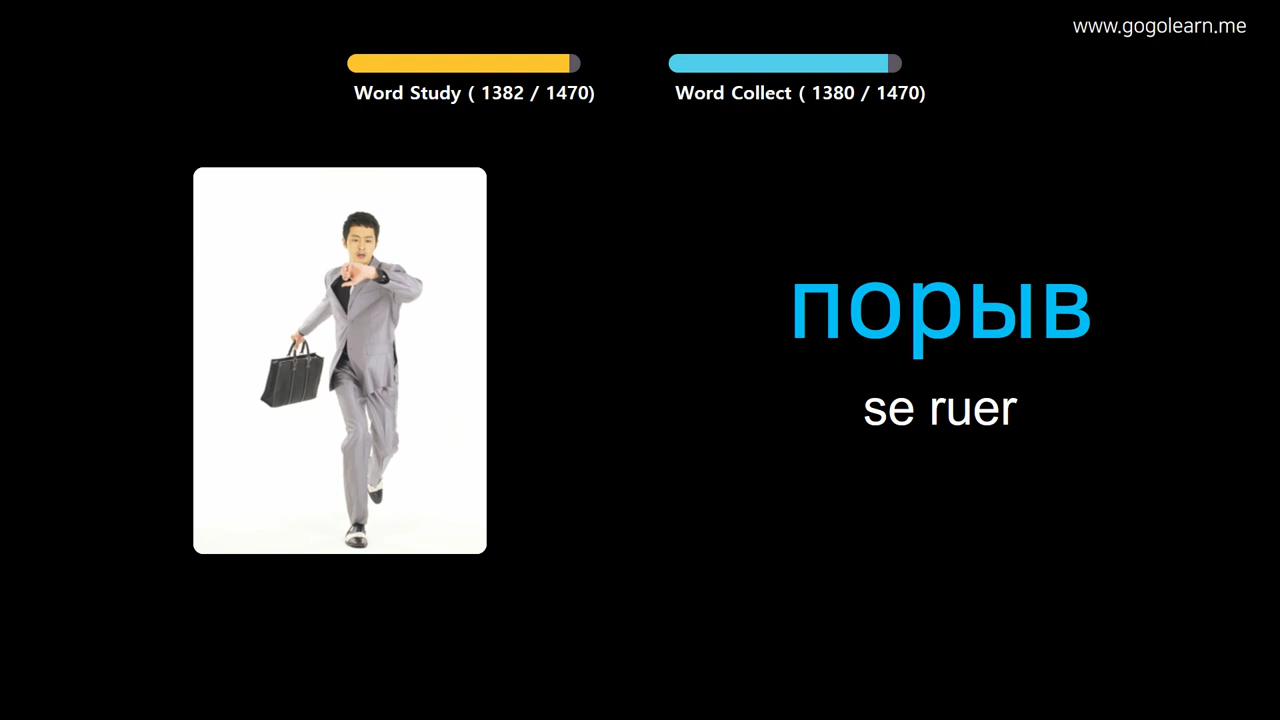 www.gogolearn.me
Word Study ( 1382 / 1470)
Word Collect ( 1380 / 1470)
порыв
se ruer